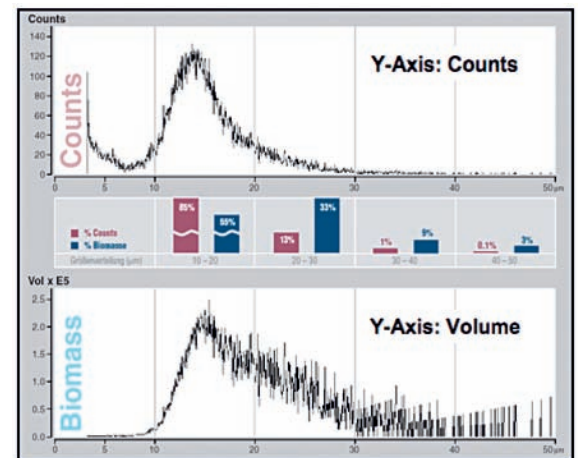 Counts
140
120
100
80
60
40
20
0
Counts
Y-Axis: Counts
0 10 20 30 40 50 µm
% Counts
% Biomasse
85% 55% 13% 33% 1% 9% 0.1% 3%
Größenverteilung (µm) 10 – 20 20 – 30 30 – 40 40 – 50
Vol x E5
2.5
2.0
1.5
1.0
0.5
0.0
Biomass
Y-Axis: Volume
0 10 20 30 40 50 µm